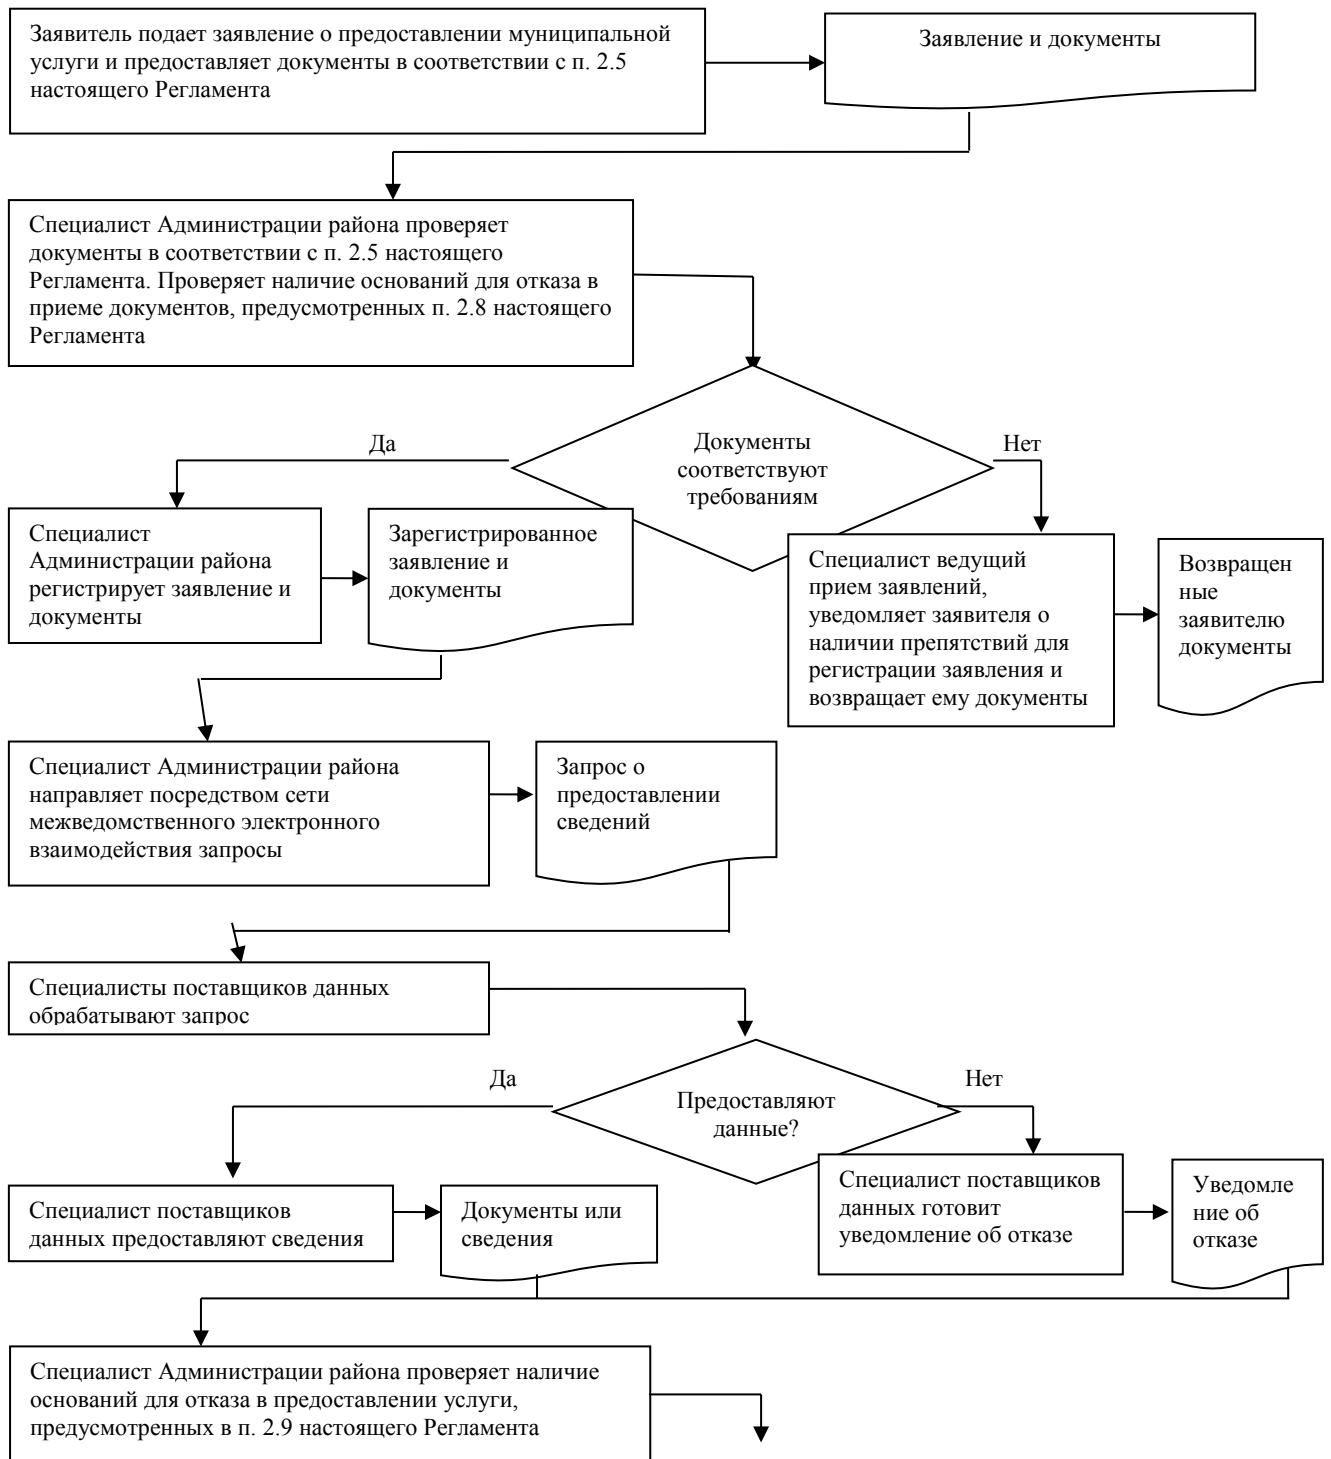 Заявитель подает заявление о предоставлении муниципальной
услуги и предоставляет документы в соответствии с п. 2.5
настоящего Регламента
Заявление и документы
Специалист Администрации района проверяет
документы в соответствии с п. 2.5 настоящего
Регламента. Проверяет наличие оснований для отказа в
приеме документов, предусмотренных п. 2.8 настоящего
Регламента
Да
Документы
соответствуют
требованиям
Нет
Специалист
Администрации района
регистрирует заявление и
документы
Зарегистрированное
заявление и
документы
Специалист ведущий
прием заявлений,
уведомляет заявителя о
наличии препятствий для
регистрации заявления и
возвращает ему документы
Возвращен
ные
заявителю
документы
Специалист Администрации района
направляет посредством сети
межведомственного электронного
взаимодействия запросы
Запрос о
предоставлении
сведений
Специалисты поставщиков данных
обрабатывают запрос
Да
Предоставляют
данные?
Нет
Специалист поставщиков
данных предоставляют сведения
Документы или
сведения
Специалист поставщиков
данных готовит
уведомление об отказе
Уведомле
ние об
отказе
Специалист Администрации района проверяет наличие
оснований для отказа в предоставлении услуги,
предусмотренных в п. 2.9 настоящего Регламента